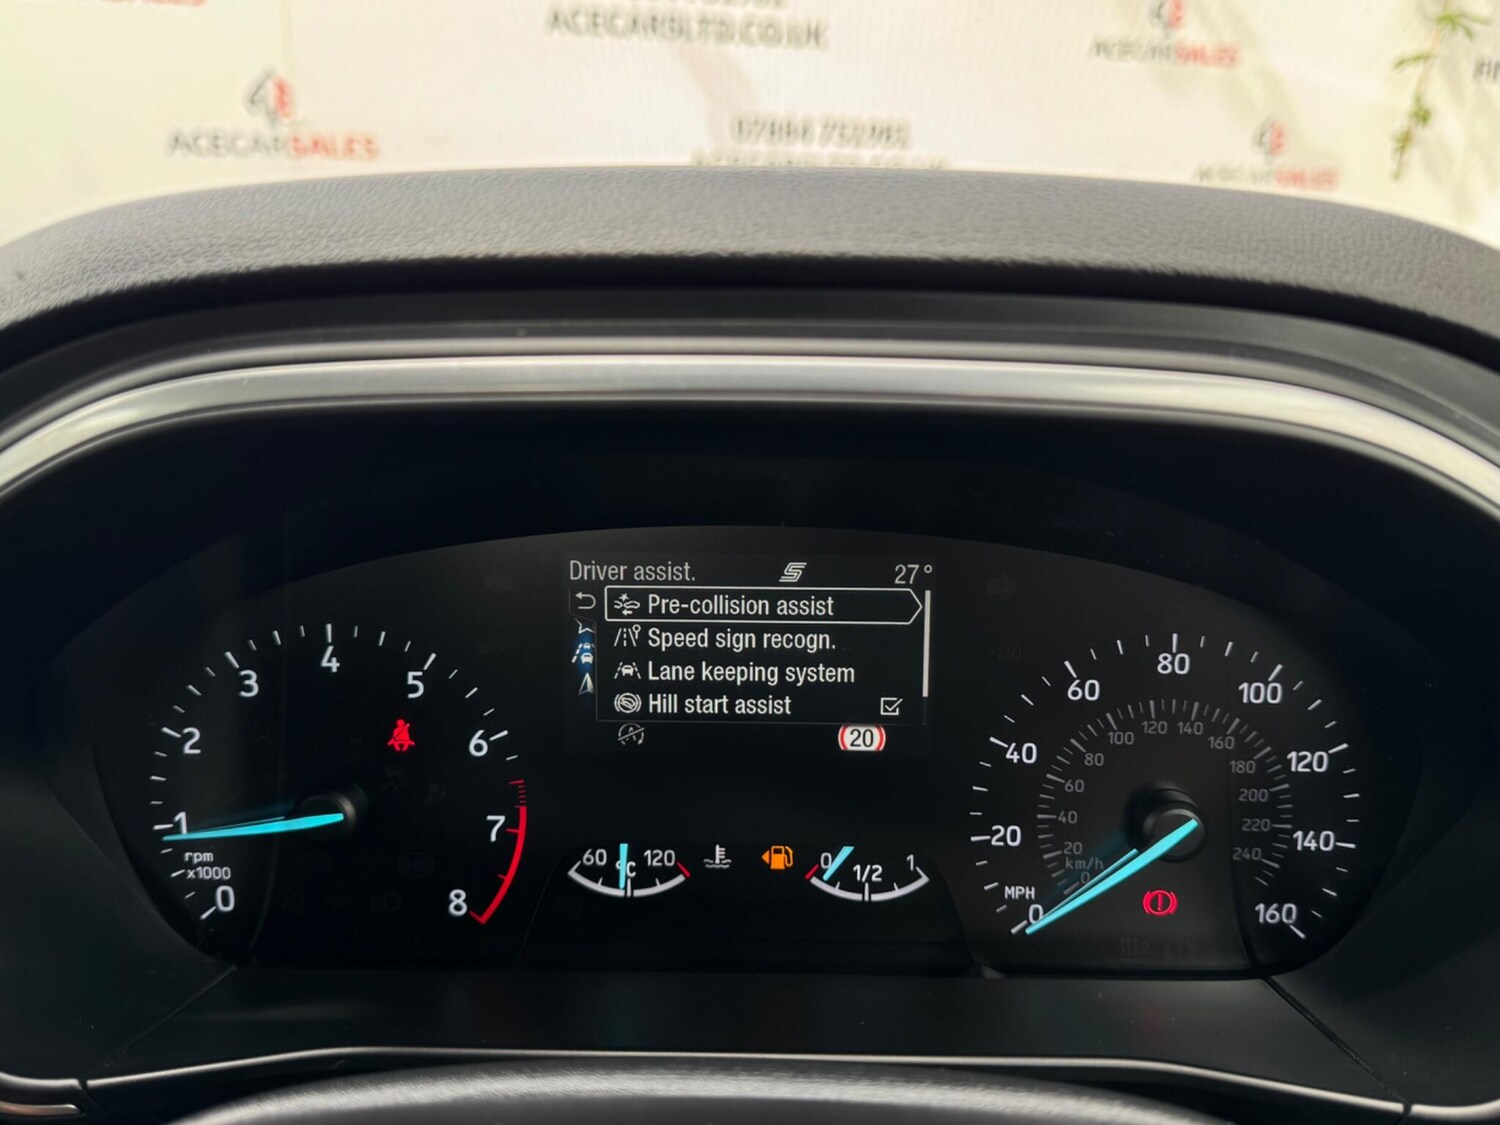 ACECARSLTD.CO.UK
ACECARSALES
ACECARSALES
ACECARSALES
Driver assist. 27°
Pre-collision assist
Speed sign recogn.
Lane keeping system
Hill start assist
20
0 1 2 3 4 5 6 7 8
rpm
x1000
60 °C 120
0 1/2 1
MPH
0 20 40 60 80 100 120 140 160
km/h
0 20 40 60 80 100 120 140 160 180 200 220 240